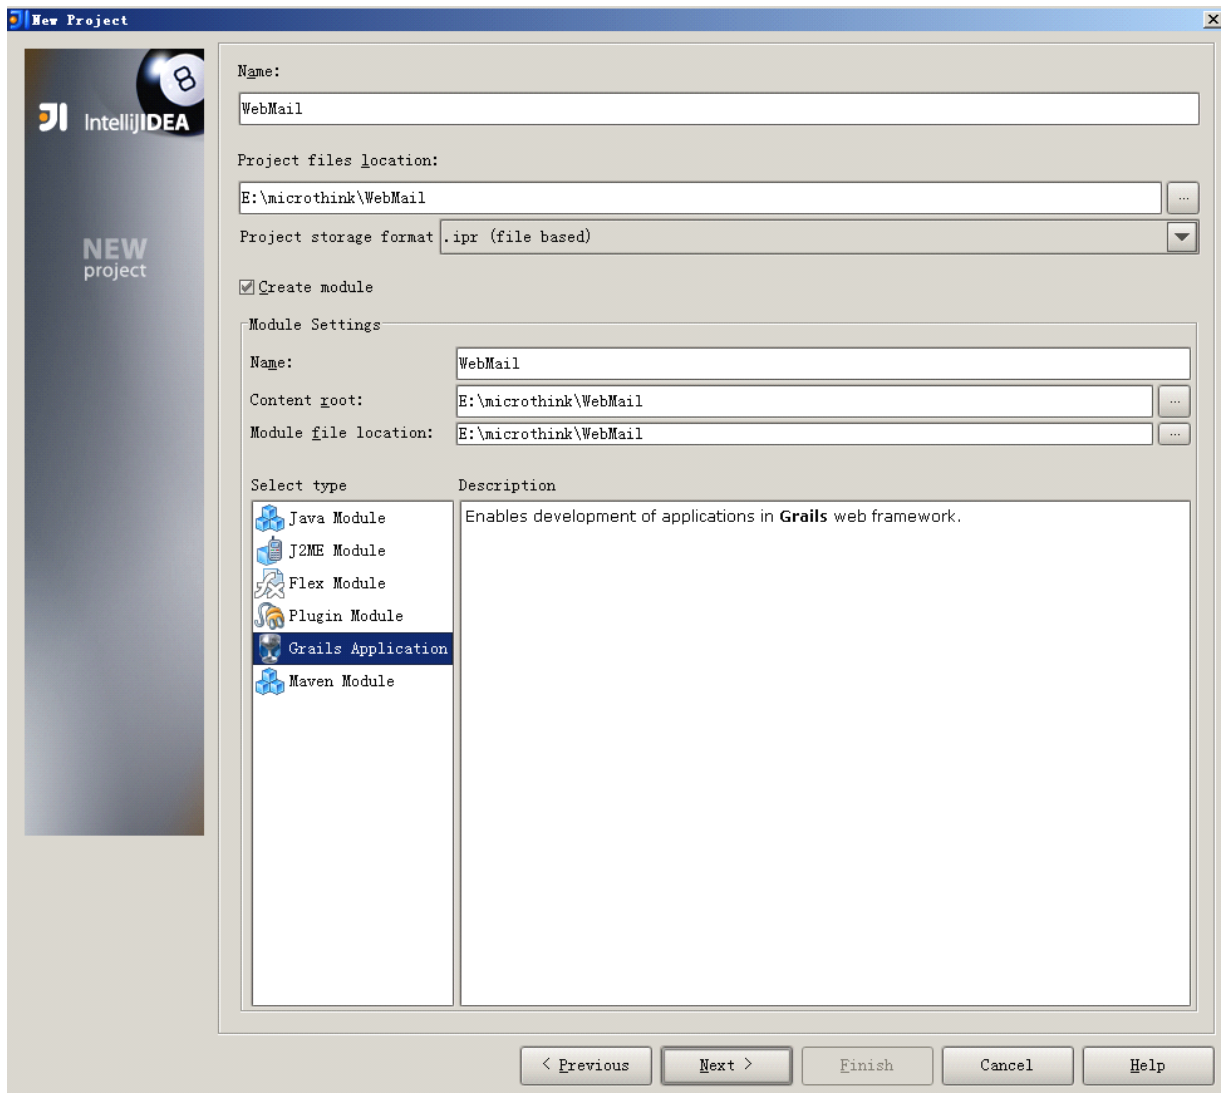 New Project
8
IntelliJIDEA
NEW
project
Name:
WebMail
Project files location:
E:\microthink\WebMail
...
Project storage format .ipr (file based)
Create module
Module Settings
Name:
WebMail
Content root:
E:\microthink\WebMail
...
Module file location:
E:\microthink\WebMail
...
Select type
Description
Java Module
J2ME Module
Flex Module
Plugin Module
Grails Application
Maven Module
Enables development of applications in Grails web framework.
< Previous
Next >
Finish
Cancel
Help